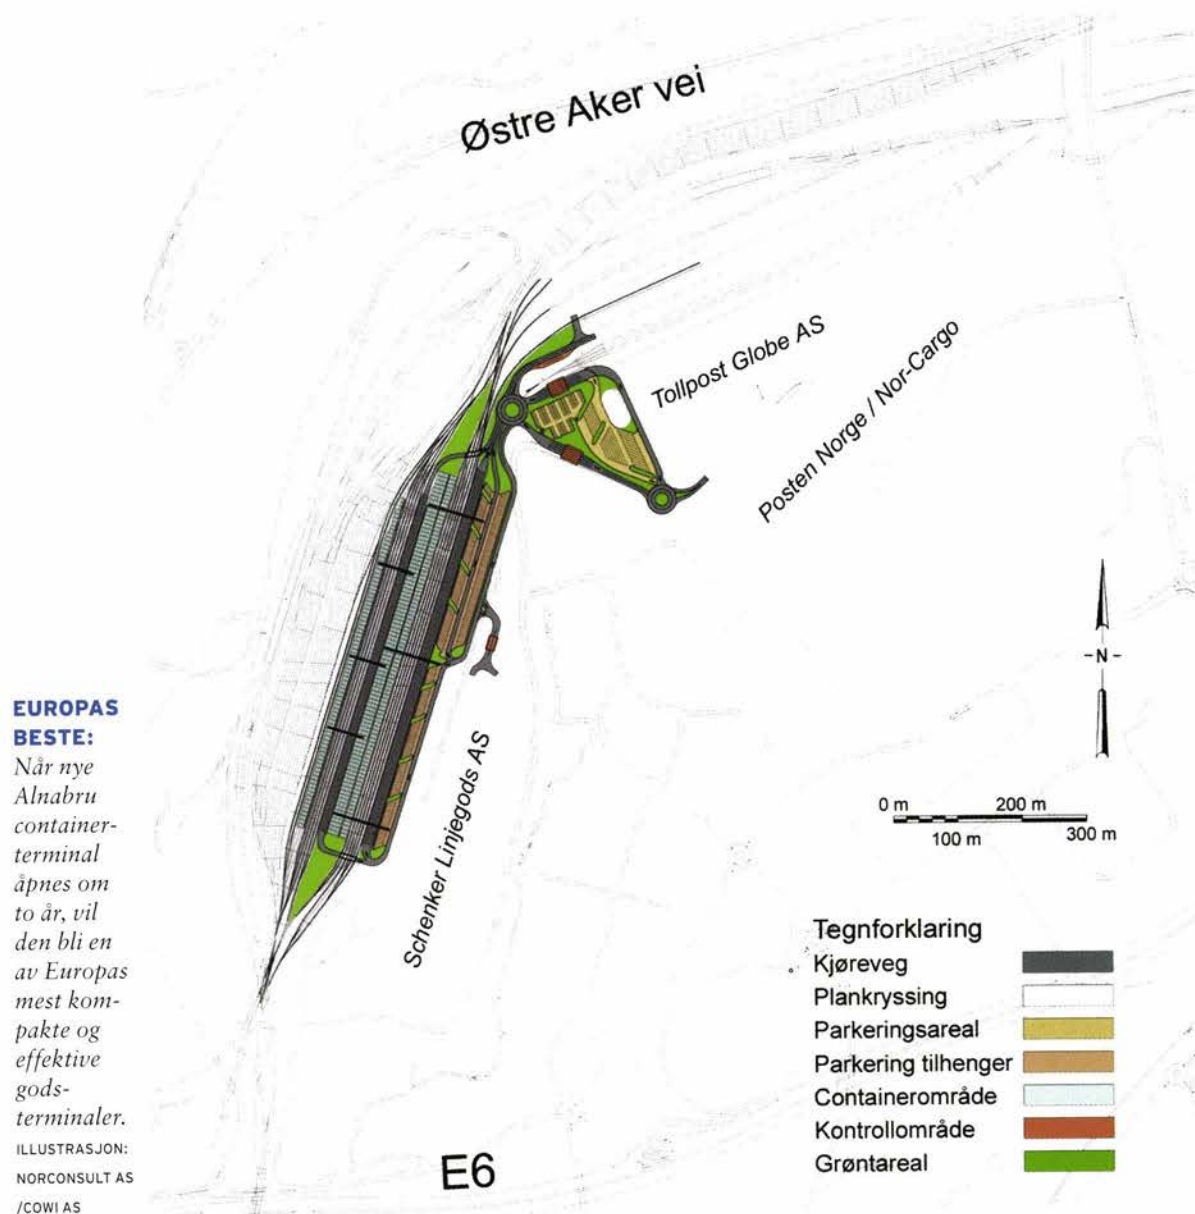 Østre Aker vei
Tollpost Globe AS
Posten Norge / Nor-Cargo
Schenker Linjegods AS
- N -
0 m 200 m
100 m 300 m
EUROPAS
BESTE:
Når nye
Alnabru
container-
terminal
åpnes om
to år, vil
den bli en
av Europas
mest kom-
pakte og
effektive
gods-
terminaler.
ILLUSTRASJON:
NORCONSULT AS
/COWI AS
Tegnforklaring
Kjøreveg
Plankryssing
Parkeringsareal
Parkering tilhenger
Containerområde
Kontrollområde
Grøntareal
E6